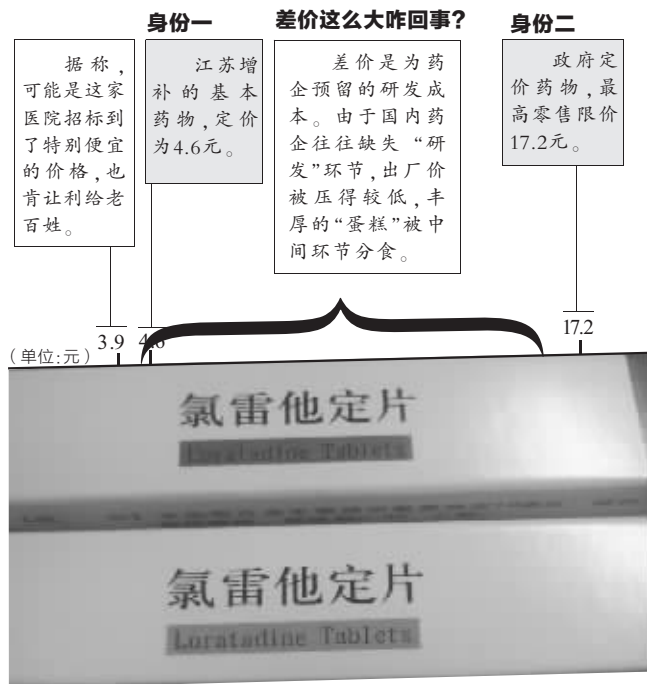 身份一
差价这么大咋回事?
身份二
据称,
可能是这家
医院招标到
了特别便宜
的价格,也
肯让利给老
百姓。
江苏增
补的基本
药物,定价
为4.6元。
差价是为药
企预留的研发成
本。由于国内药
企往往缺失“研
发”环节,出厂价
被压得较低,丰
厚的“蛋糕”被中
间环节分食。
政府定
价药物,最
高零售限价
17.2元。
3.9
4.6
17.2
(单位:元)
氯雷他定片
Loratadine Tablets
氯雷他定片
Loratadine Tablets